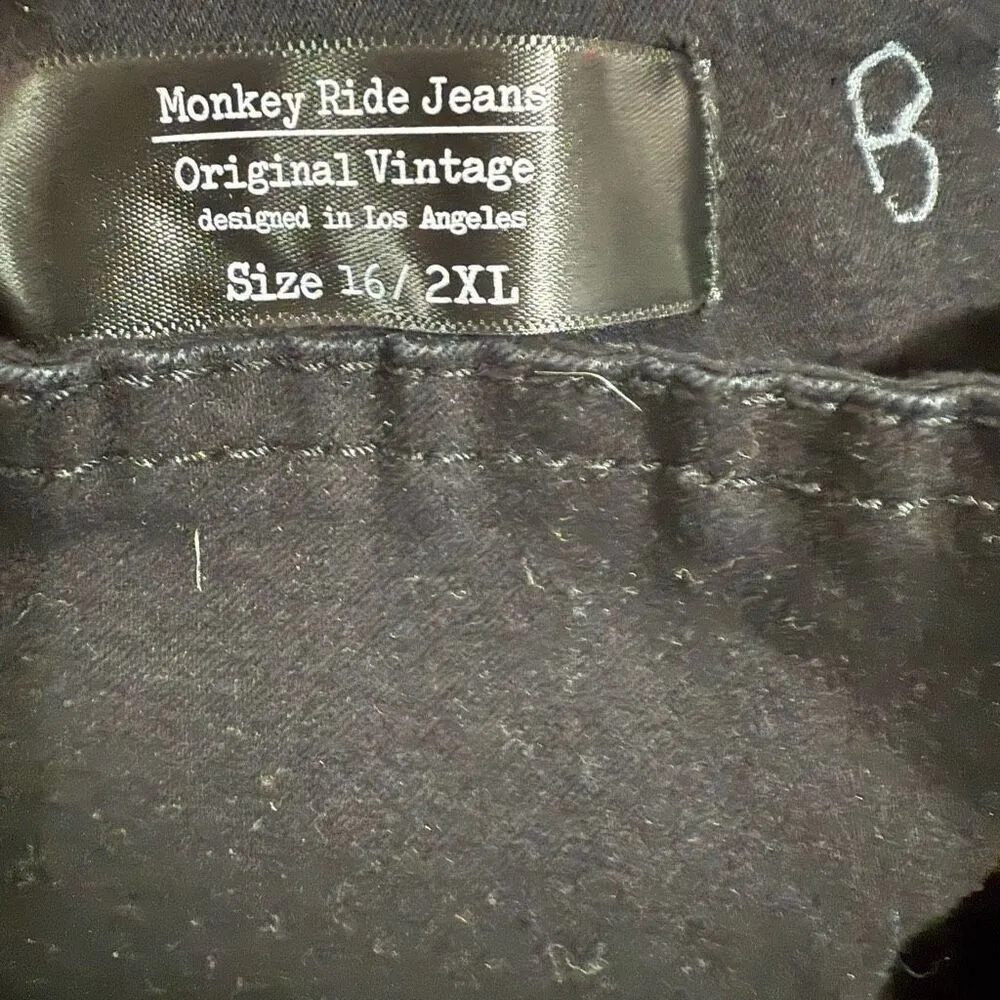 Monkey Ride Jeans
Original Vintage
designed in Los Angeles
Size 16/ 2XL
B